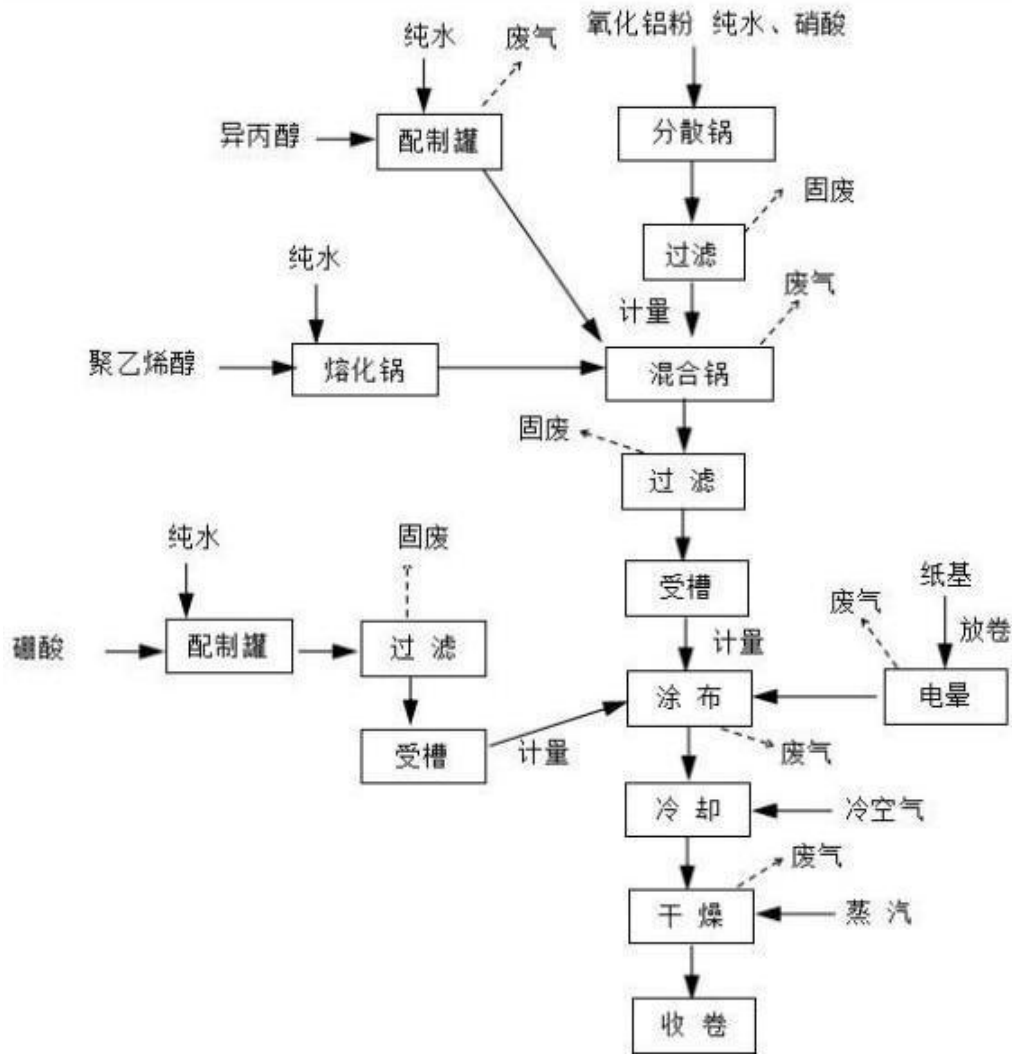 氧化铝粉 纯水、硝酸
纯水
废气
异丙醇
配制罐
分散锅
固废
过滤
纯水
计量
废气
聚乙烯醇
熔化锅
混合锅
固废
过 滤
纯水
固废
受槽
纸基
废气
放卷
硼酸
配制罐
过 滤
计量
涂 布
电晕
受槽
计量
废气
冷 却
冷空气
废气
干 燥
蒸 汽
收 卷